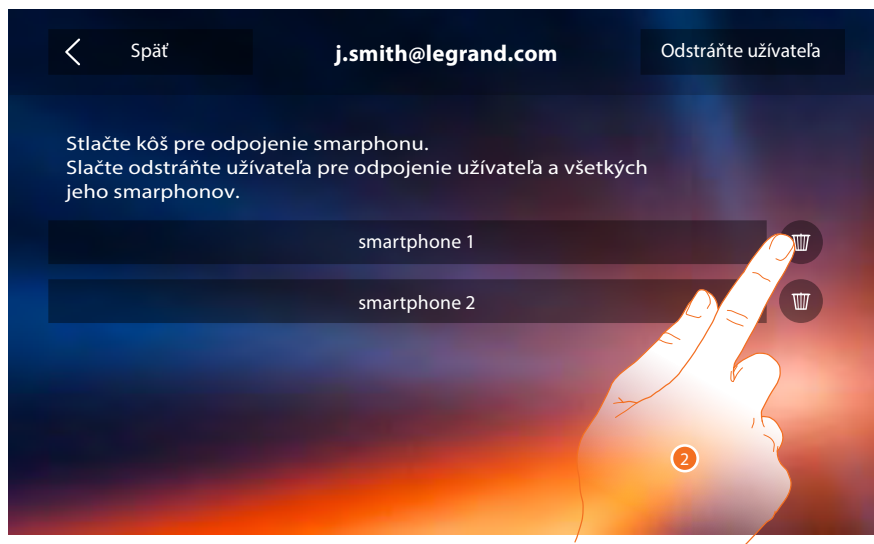 Späť
j.smith@legrand.com
Odstráňte užívateľa
Stlačte kôš pre odpojenie smarphonu.
Slačte odstráňte užívateľa pre odpojenie užívateľa a všetkých
jeho smarphonov.
smartphone 1
smartphone 2
2